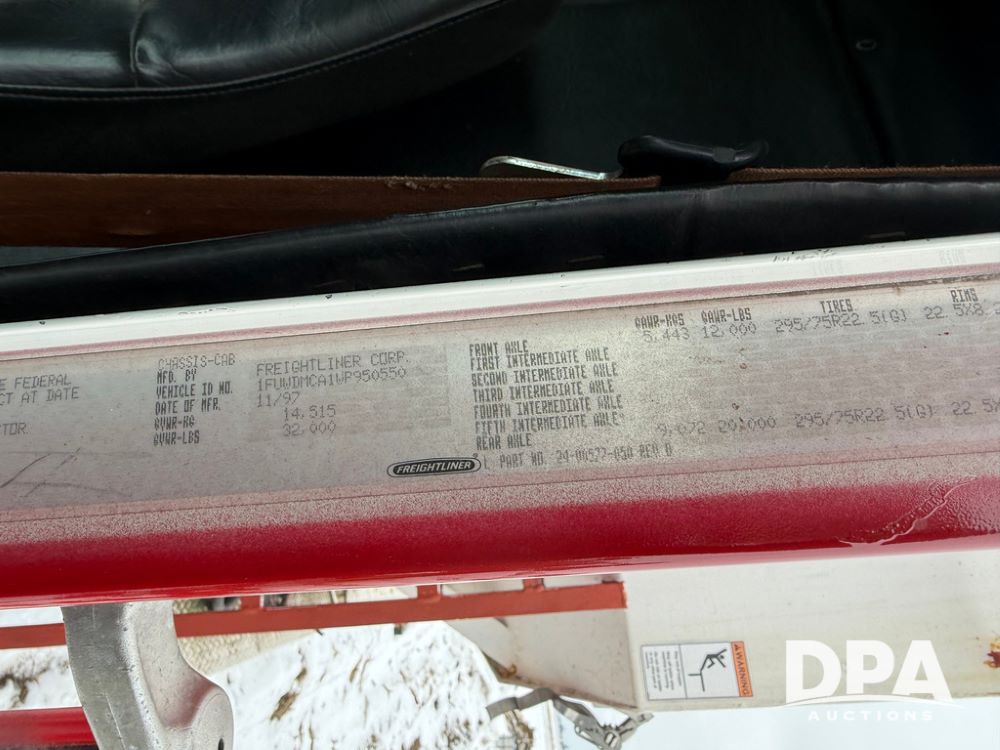 E FEDERAL
CT AT DATE
CTOR.
CHASSIS-CAB
MFD. BY FREIGHTLINER CORP.
VEHICLE ID NO. 1FUWDMCA1WP950550
DATE OF MFR. 11/97
GVWR-KG 14,515
GVWR-LBS 32,000
GAWR-KGS GAWR-LBS TIRES RIMS
FRONT AXLE 5,443 12,000 295/75R22.5(G) 22.5X8.
FIRST INTERMEDIATE AXLE
SECOND INTERMEDIATE AXLE
THIRD INTERMEDIATE AXLE
FOURTH INTERMEDIATE AXLE
FIFTH INTERMEDIATE AXLE
REAR AXLE 9,072 20,000 295/75R22.5(G) 22.5X
FREIGHTLINER PART NO. 24-00577-050 REV D
WARNING
DPA
AUCTIONS